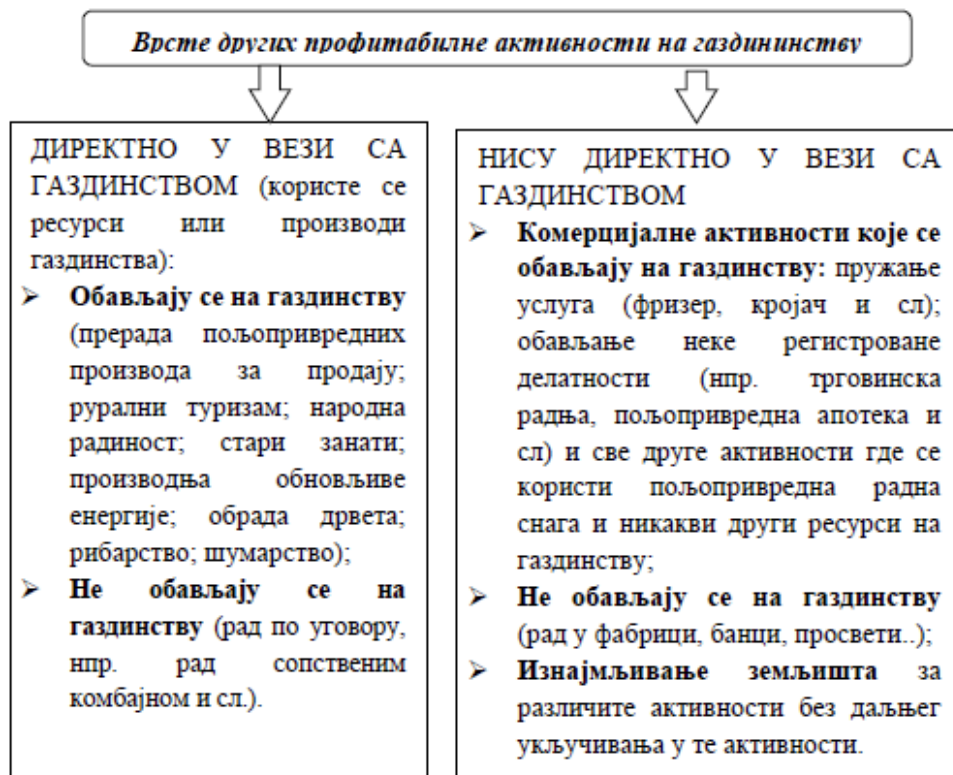 Врсте других профитабилне активности на газдининству
ДИРЕКТНО У ВЕЗИ СА
ГАЗДИНСТВОМ (користе се
ресурси или производи
газдинства):
➢ Обављају се на газдинству
(прерада пољопривредних
производа за продају;
рурални туризам; народна
радиност; стари занати;
производња обновљиве
енергије; обрада дрвета;
рибарство; шумарство);
➢ Не обављају се на
газдинству (рад по уговору,
нпр. рад сопственим
комбајном и сл.).
НИСУ ДИРЕКТНО У ВЕЗИ СА
ГАЗДИНСТВОМ
➢ Комерцијалне активности које се
обављају на газдинству: пружање
услуга (фризер, кројач и сл);
обављање неке регистроване
делатности (нпр. трговинска
радња, пољопривредна апотека и
сл) и све друге активности где се
користи пољопривредна радна
снага и никакви други ресурси на
газдинству;
➢ Не обављају се на газдинству
(рад у фабрици, банци, просвети..);
➢ Изнајмљивање земљишта за
различите активности без даљњег
укључивања у те активности.